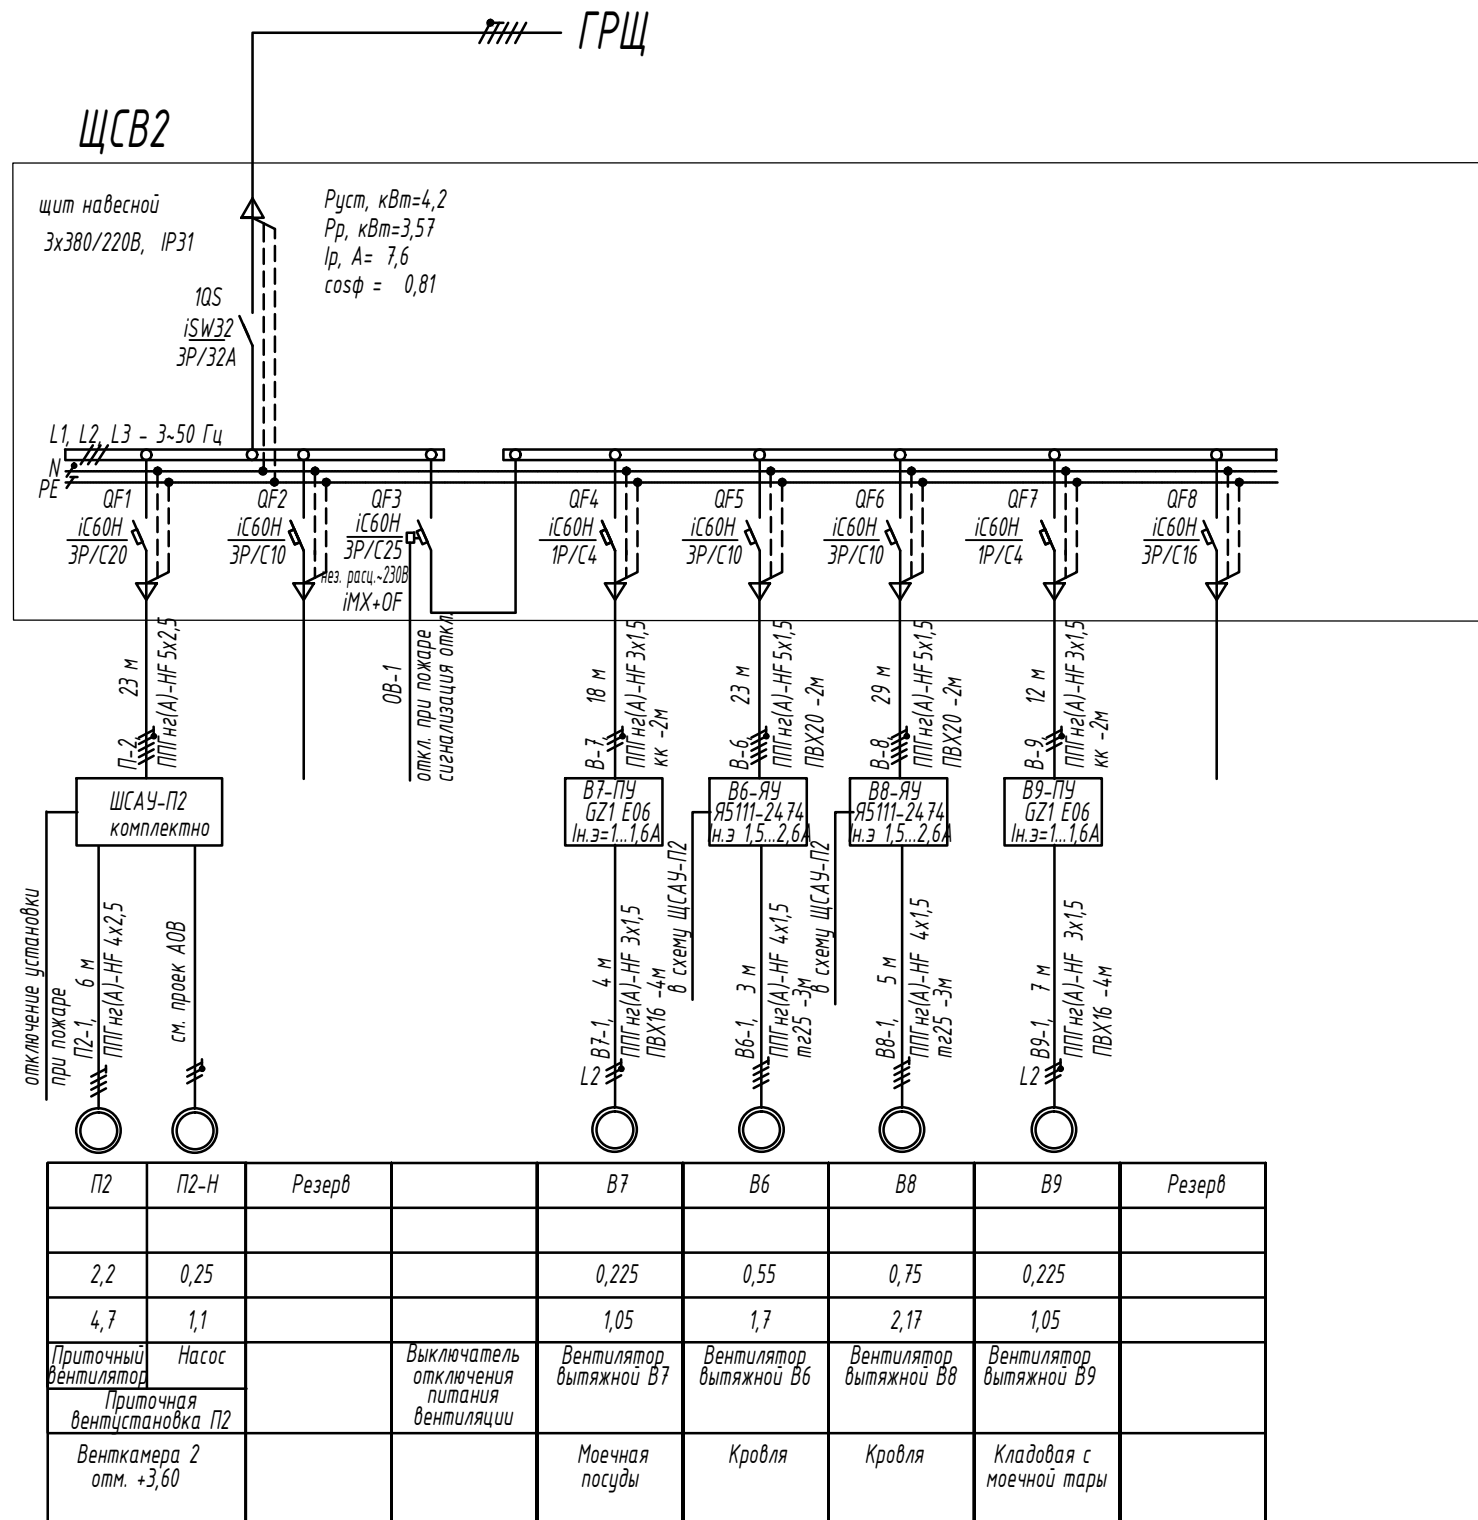 ГРЩ
ЩСВ2
щит навесной
3х380/220В, IP31
Руст, кВт=4,2
Рр, кВт=3,57
Iр, А= 7,6
cosф = 0,81
1QS
iSW32
3P/32A
L1, L2, L3 - 3~50 Гц
N
PE
QF1
iC60H
3P/C20
QF2
iC60H
3P/C10
QF3
iC60H
3P/C25
нез. расц.~230В
iMX+OF
QF4
iC60H
1P/C4
QF5
iC60H
3P/C10
QF6
iC60H
3P/C10
QF7
iC60H
1P/C4
QF8
iC60H
3P/C16
П-2, 23 м
ППГнг(А)-HF 5х2,5
ОВ-1
откл. при пожаре
сигнализация откл.
В-7, 18 м
ППГнг(А)-HF 3х1,5
кк -2м
В-6, 23 м
ППГнг(А)-HF 5х1,5
ПВХ20 -2м
В-8, 29 м
ППГнг(А)-HF 5х1,5
ПВХ20 -2м
В-9, 12 м
ППГнг(А)-HF 3х1,5
кк -2м
ШСАУ-П2
комплектно
В7-ПУ
GZ1 E06
Iн.э=1...1,6А
В6-ЯУ
Я5111-2474
Iн.э 1,5...2,6А
В8-ЯУ
Я5111-2474
Iн.э 1,5...2,6А
В9-ПУ
GZ1 E06
Iн.э=1...1,6А
отключение установки
при пожаре
П2-1, 6 м
ППГнг(А)-HF 4х2,5
см. проек АОВ
В7-1, 4 м
ППГнг(А)-HF 3х1,5
ПВХ16 -4м
L2
в схему ЩСАУ-П2
В6-1, 3 м
ППГнг(А)-HF 4х1,5
тг25 -3м
в схему ЩСАУ-П2
В8-1, 5 м
ППГнг(А)-HF 4х1,5
тг25 -3м
В9-1, 7 м
ППГнг(А)-HF 3х1,5
ПВХ16 -4м
L2
П2 П2-Н Резерв В7 В6 В8 В9 Резерв
2,2 0,25 0,225 0,55 0,75 0,225
4,7 1,1 1,05 1,7 2,17 1,05
Приточный
вентилятор
Насос
Приточная
вентустановка П2
Выключатель
отключения
питания
вентиляции
Вентилятор
вытяжной В7
Вентилятор
вытяжной В6
Вентилятор
вытяжной В8
Вентилятор
вытяжной В9
Венткамера 2
отм. +3,60
Моечная
посуды
Кровля
Кровля
Кладовая с
моечной тары